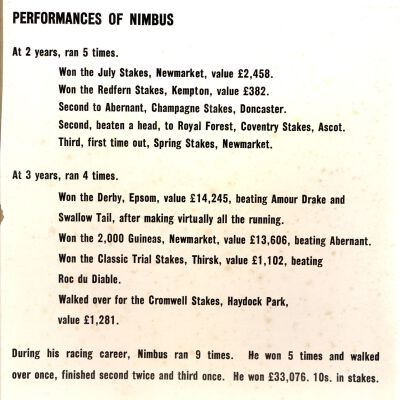 PERFORMANCES OF NIMBUS
At 2 years, ran 5 times.
Won the July Stakes, Newmarket, value £2,458.
Won the Redfern Stakes, Kempton, value £382.
Second to Abernant, Champagne Stakes, Doncaster.
Second, beaten a head, to Royal Forest, Coventry Stakes, Ascot.
Third, first time out, Spring Stakes, Newmarket.
At 3 years, ran 4 times.
Won the Derby, Epsom, value £14,245, beating Amour Drake and
Swallow Tail, after making virtually all the running.
Won the 2,000 Guineas, Newmarket, value £13,606, beating Abernant.
Won the Classic Trial Stakes, Thirsk, value £1,102, beating
Roc du Diable.
Walked over for the Cromwell Stakes, Haydock Park,
value £1,281.
During his racing career, Nimbus ran 9 times. He won 5 times and walked
over once, finished second twice and third once. He won £33,076. 10s. in stakes.